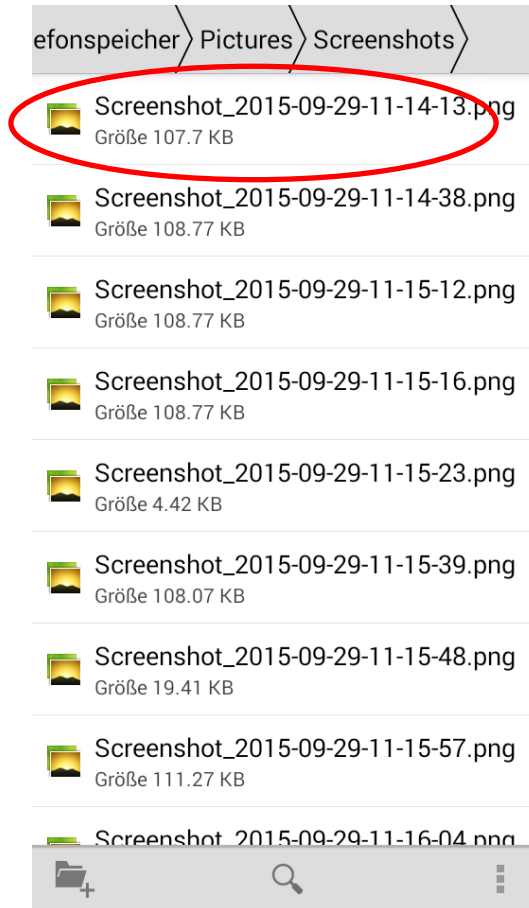 efonspeicher Pictures Screenshots
Screenshot_2015-09-29-11-14-13.png
Größe 107.7 KB
Screenshot_2015-09-29-11-14-38.png
Größe 108.77 KB
Screenshot_2015-09-29-11-15-12.png
Größe 108.77 KB
Screenshot_2015-09-29-11-15-16.png
Größe 108.77 KB
Screenshot_2015-09-29-11-15-23.png
Größe 4.42 KB
Screenshot_2015-09-29-11-15-39.png
Größe 108.07 KB
Screenshot_2015-09-29-11-15-48.png
Größe 19.41 KB
Screenshot_2015-09-29-11-15-57.png
Größe 111.27 KB
Screenshot_2015-09-29-11-16-04.png